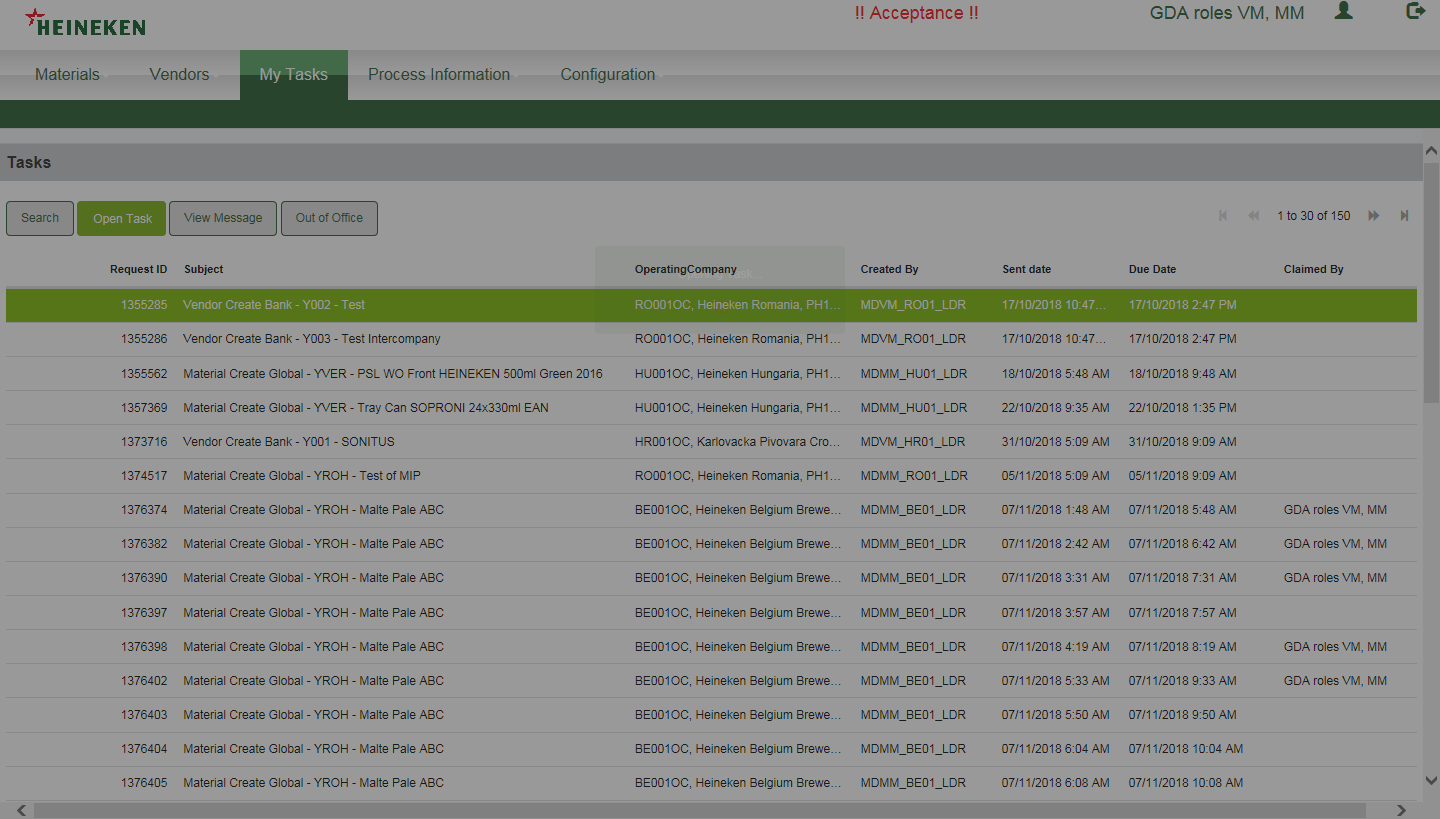 HEINEKEN
!! Acceptance !!
GDA roles VM, MM
Materials Vendors My Tasks Process Information Configuration
Tasks
Search Open Task View Message Out of Office
1 to 30 of 150
Request ID Subject OperatingCompany Created By Sent date Due Date Claimed By
1355285 Vendor Create Bank - Y002 - Test RO001OC, Heineken Romania, PH1... MDVM_RO01_LDR 17/10/2018 10:47... 17/10/2018 2:47 PM
1355286 Vendor Create Bank - Y003 - Test Intercompany RO001OC, Heineken Romania, PH1... MDVM_RO01_LDR 17/10/2018 10:47... 17/10/2018 2:47 PM
1355562 Material Create Global - YVER - PSL WO Front HEINEKEN 500ml Green 2016 HU001OC, Heineken Hungaria, PH1... MDMM_HU01_LDR 18/10/2018 5:48 AM 18/10/2018 9:48 AM
1357369 Material Create Global - YVER - Tray Can SOPRONI 24x330ml EAN HU001OC, Heineken Hungaria, PH1... MDMM_HU01_LDR 22/10/2018 9:35 AM 22/10/2018 1:35 PM
1373716 Vendor Create Bank - Y001 - SONITUS HR001OC, Karlovacka Pivovara Cro... MDVM_HR01_LDR 31/10/2018 5:09 AM 31/10/2018 9:09 AM
1374517 Material Create Global - YROH - Test of MIP RO001OC, Heineken Romania, PH1... MDMM_RO01_LDR 05/11/2018 5:09 AM 05/11/2018 9:09 AM
1376374 Material Create Global - YROH - Malte Pale ABC BE001OC, Heineken Belgium Brewe... MDMM_BE01_LDR 07/11/2018 1:48 AM 07/11/2018 5:48 AM GDA roles VM, MM
1376382 Material Create Global - YROH - Malte Pale ABC BE001OC, Heineken Belgium Brewe... MDMM_BE01_LDR 07/11/2018 2:42 AM 07/11/2018 6:42 AM GDA roles VM, MM
1376390 Material Create Global - YROH - Malte Pale ABC BE001OC, Heineken Belgium Brewe... MDMM_BE01_LDR 07/11/2018 3:31 AM 07/11/2018 7:31 AM GDA roles VM, MM
1376397 Material Create Global - YROH - Malte Pale ABC BE001OC, Heineken Belgium Brewe... MDMM_BE01_LDR 07/11/2018 3:57 AM 07/11/2018 7:57 AM
1376398 Material Create Global - YROH - Malte Pale ABC BE001OC, Heineken Belgium Brewe... MDMM_BE01_LDR 07/11/2018 4:19 AM 07/11/2018 8:19 AM GDA roles VM, MM
1376402 Material Create Global - YROH - Malte Pale ABC BE001OC, Heineken Belgium Brewe... MDMM_BE01_LDR 07/11/2018 5:33 AM 07/11/2018 9:33 AM GDA roles VM, MM
1376403 Material Create Global - YROH - Malte Pale ABC BE001OC, Heineken Belgium Brewe... MDMM_BE01_LDR 07/11/2018 5:50 AM 07/11/2018 9:50 AM
1376404 Material Create Global - YROH - Malte Pale ABC BE001OC, Heineken Belgium Brewe... MDMM_BE01_LDR 07/11/2018 6:04 AM 07/11/2018 10:04 AM
1376405 Material Create Global - YROH - Malte Pale ABC BE001OC, Heineken Belgium Brewe... MDMM_BE01_LDR 07/11/2018 6:08 AM 07/11/2018 10:08 AM